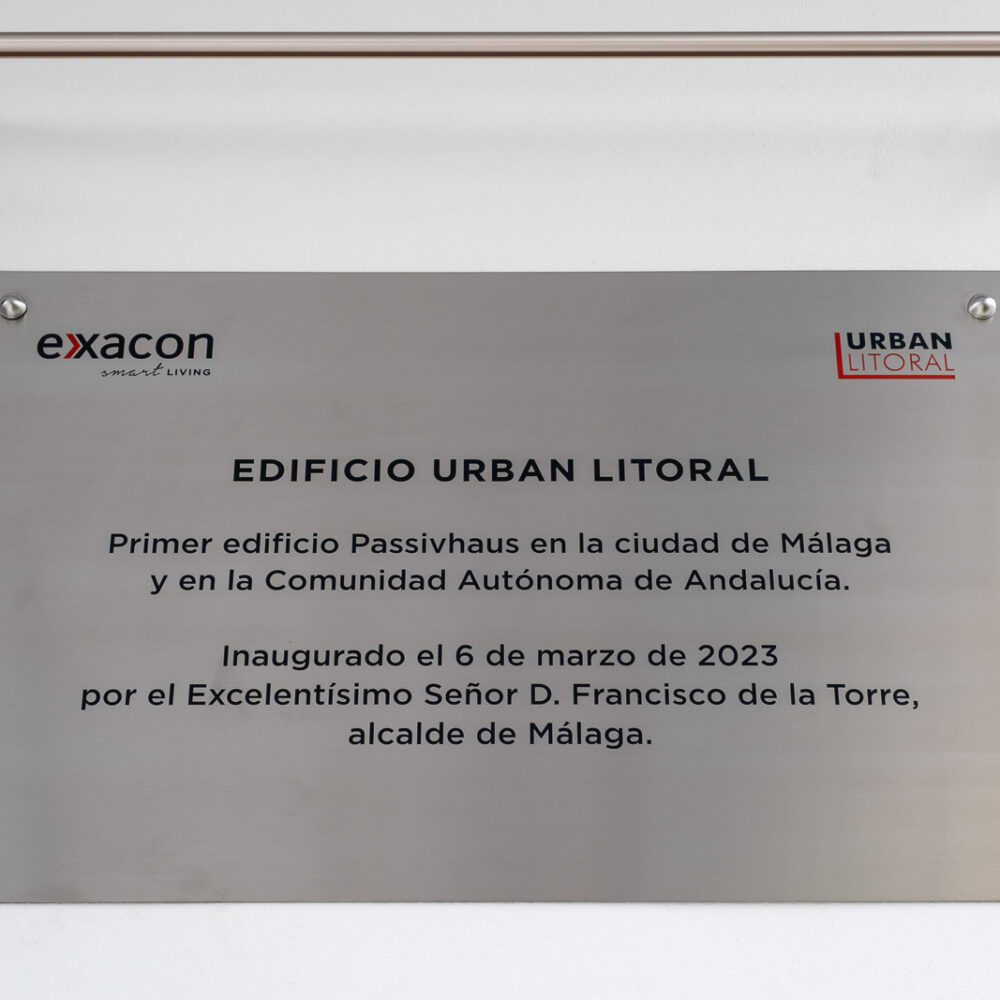 exxacon
smart LIVING
URBAN
LITORAL
EDIFICIO URBAN LITORAL
Primer edificio Passivhaus en la ciudad de Málaga
y en la Comunidad Autónoma de Andalucía.
Inaugurado el 6 de marzo de 2023
por el Excelentísimo Señor D. Francisco de la Torre,
alcalde de Málaga.